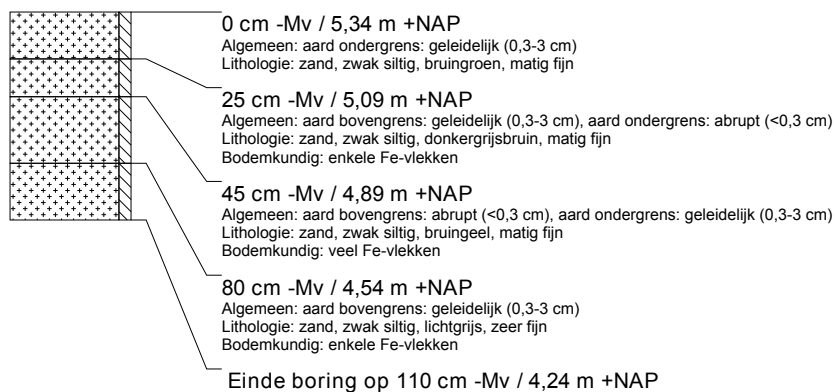 0 cm -Mv / 5,34 m +NAP
Algemeen: aard ondergrens: geleidelijk (0,3-3 cm)
Lithologie: zand, zwak siltig, bruingroen, matig fijn
25 cm -Mv / 5,09 m +NAP
Algemeen: aard bovengrens: geleidelijk (0,3-3 cm), aard ondergrens: abrupt (<0,3 cm)
Lithologie: zand, zwak siltig, donkergrijsbruin, matig fijn
Bodemkundig: enkele Fe-vlekken
45 cm -Mv / 4,89 m +NAP
Algemeen: aard bovengrens: abrupt (<0,3 cm), aard ondergrens: geleidelijk (0,3-3 cm)
Lithologie: zand, zwak siltig, bruingeel, matig fijn
Bodemkundig: veel Fe-vlekken
80 cm -Mv / 4,54 m +NAP
Algemeen: aard bovengrens: geleidelijk (0,3-3 cm)
Lithologie: zand, zwak siltig, lichtgrijs, zeer fijn
Bodemkundig: enkele Fe-vlekken
Einde boring op 110 cm -Mv / 4,24 m +NAP